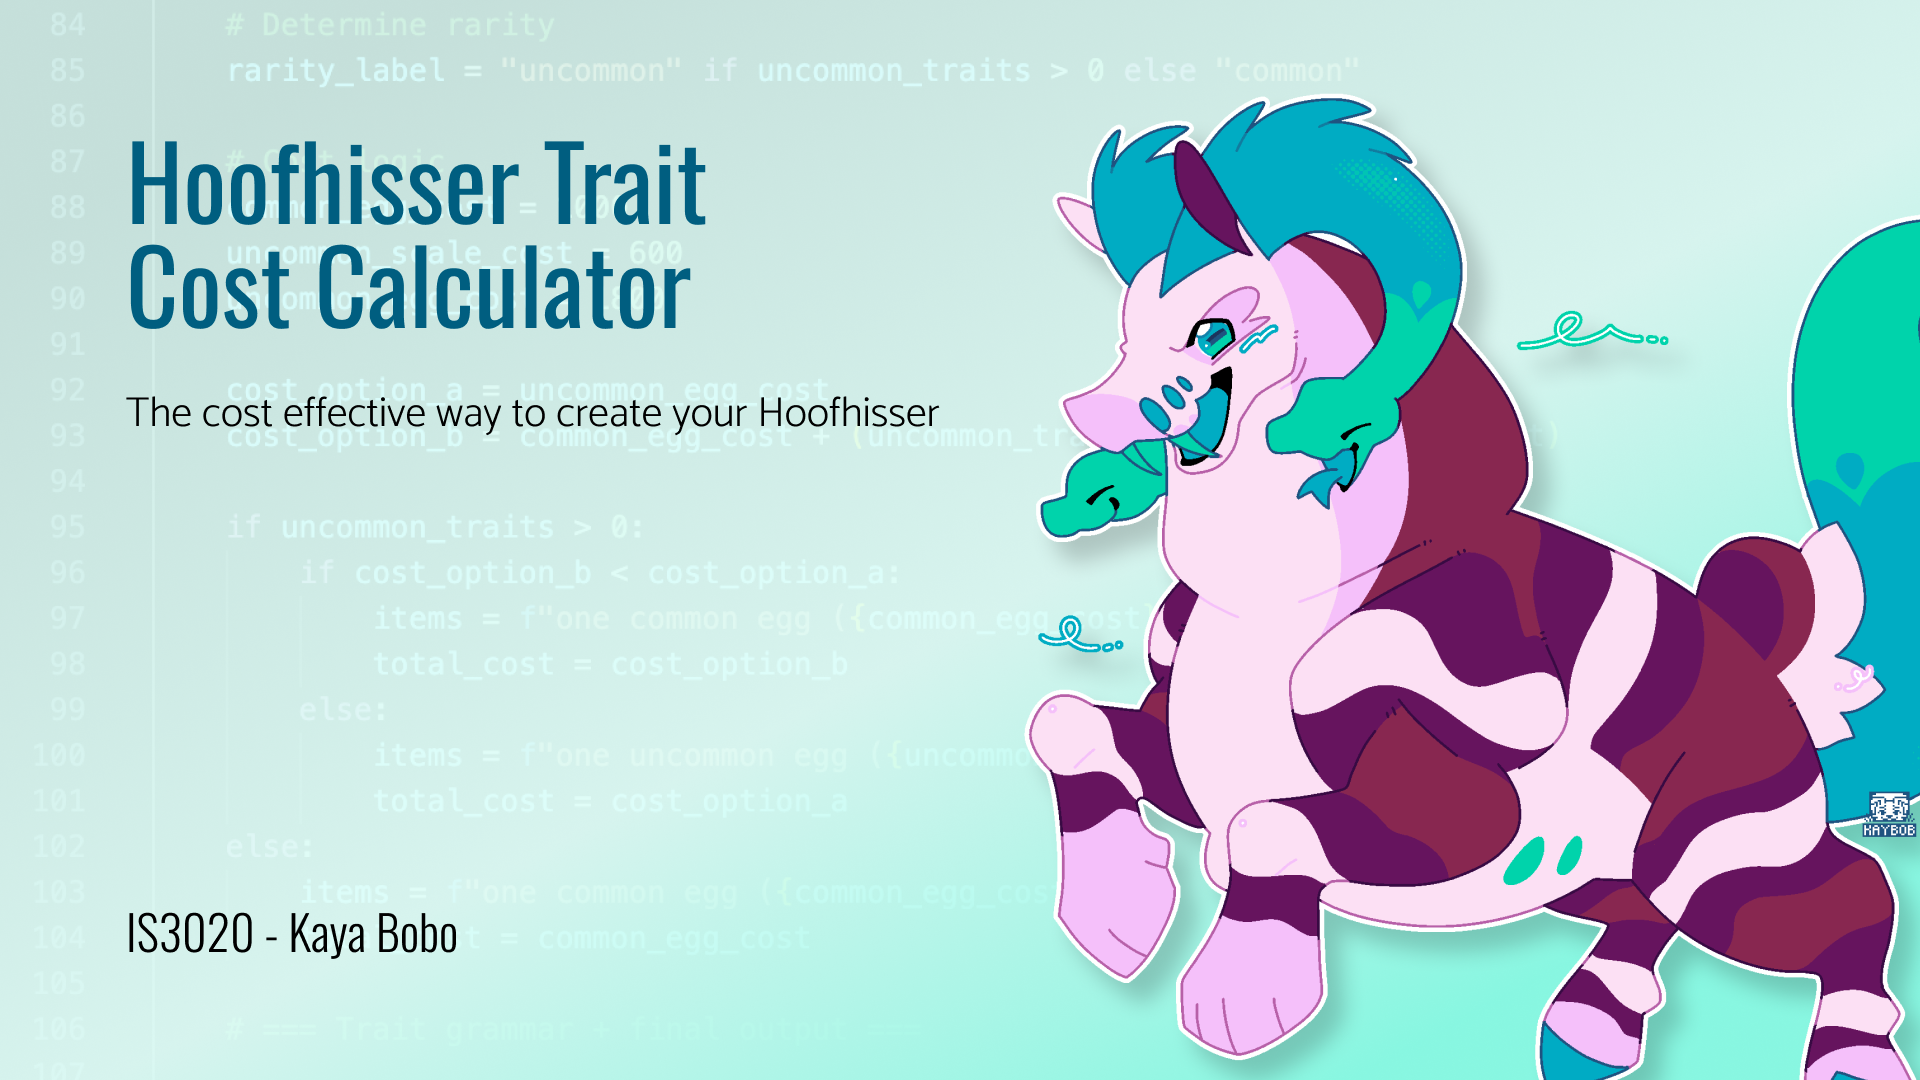 84 # Determine rarity
85 rarity_label = "uncommon" if uncommon_traits > 0 else "common"
86
87
Hoofhisser Trait
88
89 uncommon_scale_cost = 600
Cost Calculator
90
91
92 cost_option_a = uncommon_egg_cost
The cost effective way to create your Hoofhisser
93 cost_option_b = common_egg_cost + (uncommon_tra
94
95 if uncommon_traits > 0:
96 if cost_option_b < cost_option_a:
97 items = f"one common egg ({common_egg_cost}
98 total_cost = cost_option_b
99 else:
100 items = f"one uncommon egg ({uncommo
101 total_cost = cost_option_a
102 else:
103 items = f"one common egg ({common_egg_cos
IS3020 - Kaya Bobo
104 = common_egg_cost
105
106 # === Trait grammar + final output ===
107
KAYBOB